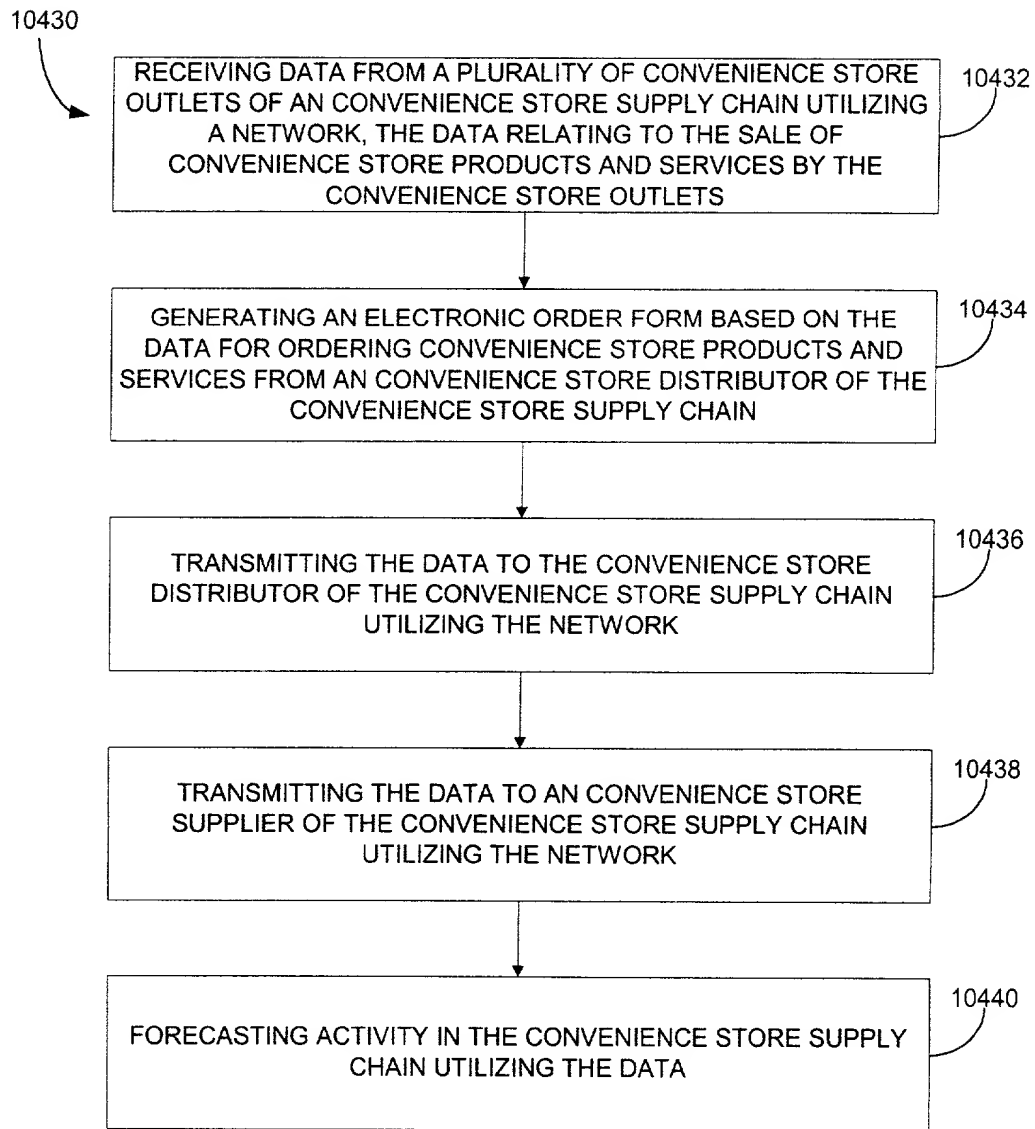 10430
RECEIVING DATA FROM A PLURALITY OF CONVENIENCE STORE
OUTLETS OF AN CONVENIENCE STORE SUPPLY CHAIN UTILIZING
A NETWORK, THE DATA RELATING TO THE SALE OF
CONVENIENCE STORE PRODUCTS AND SERVICES BY THE
CONVENIENCE STORE OUTLETS
10432
GENERATING AN ELECTRONIC ORDER FORM BASED ON THE
DATA FOR ORDERING CONVENIENCE STORE PRODUCTS AND
SERVICES FROM AN CONVENIENCE STORE DISTRIBUTOR OF THE
CONVENIENCE STORE SUPPLY CHAIN
10434
TRANSMITTING THE DATA TO THE CONVENIENCE STORE
DISTRIBUTOR OF THE CONVENIENCE STORE SUPPLY CHAIN
UTILIZING THE NETWORK
10436
TRANSMITTING THE DATA TO AN CONVENIENCE STORE
SUPPLIER OF THE CONVENIENCE STORE SUPPLY CHAIN
UTILIZING THE NETWORK
10438
FORECASTING ACTIVITY IN THE CONVENIENCE STORE SUPPLY
CHAIN UTILIZING THE DATA
10440